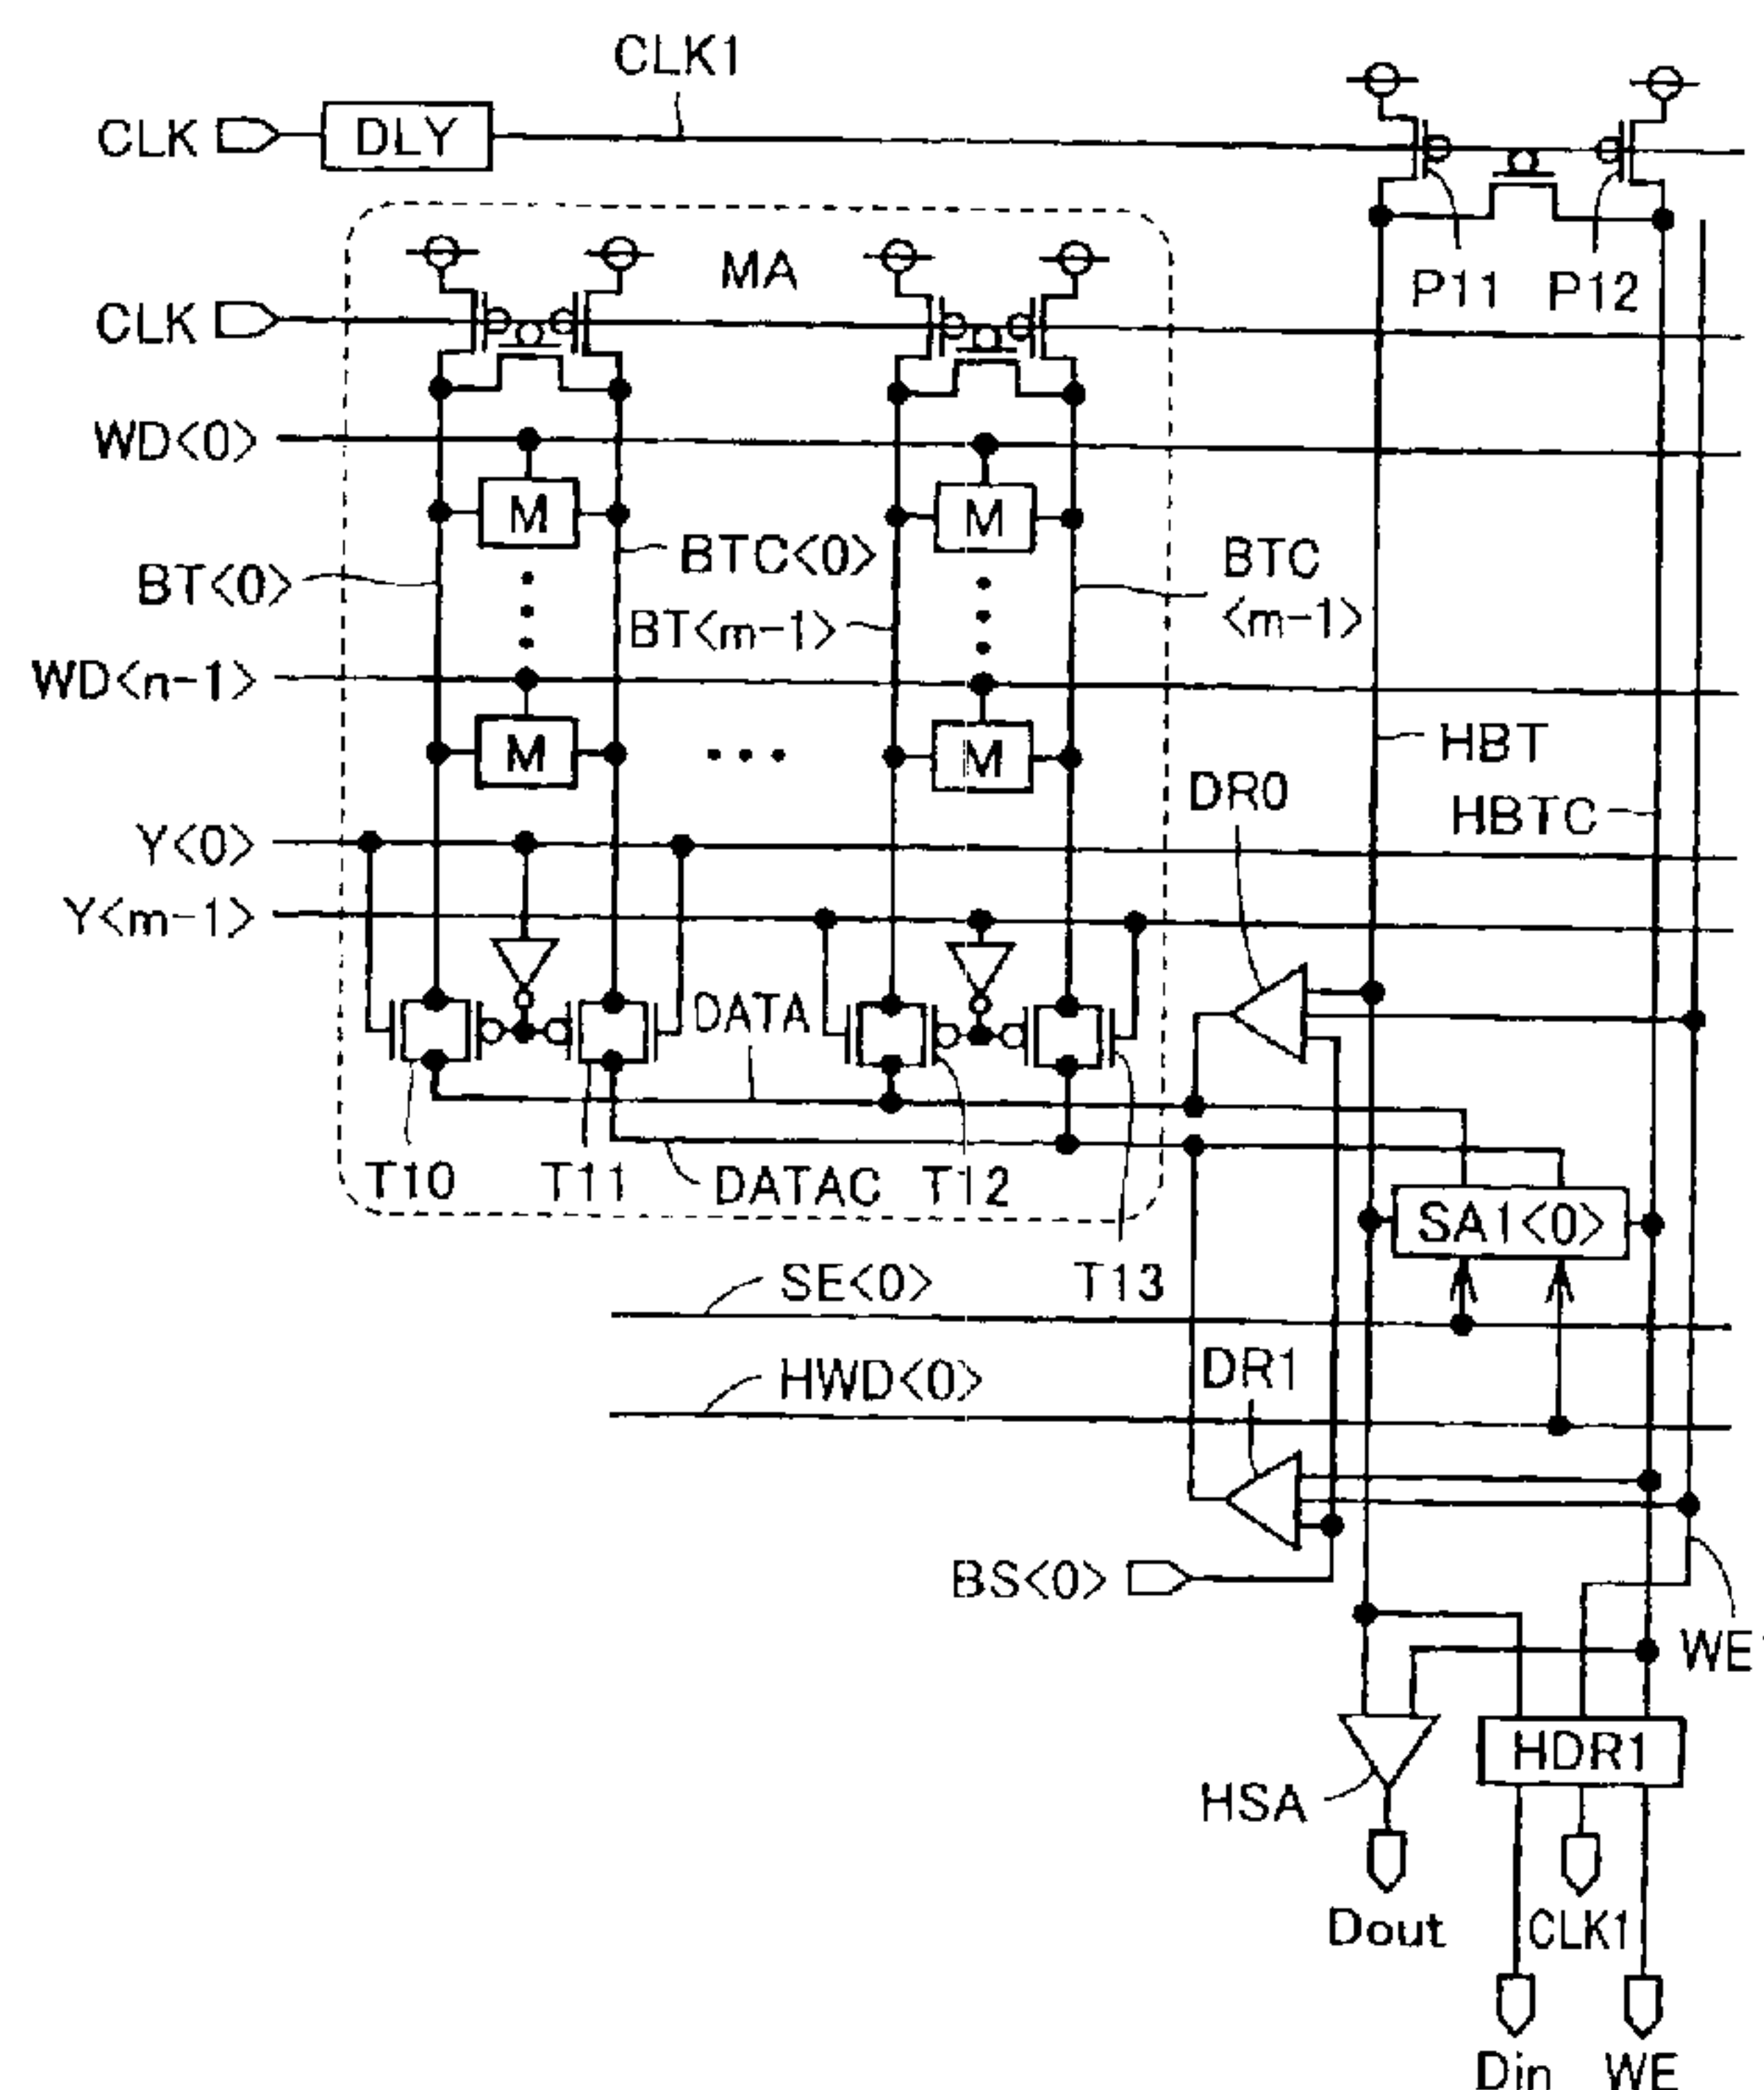 CLK1
CLK
DLY
P11
P12
MA
CLK
WD<0>
M
M
BT<0>
BTC<0>
BTC
<m-1>
BT<m-1>
WD<n-1>
M
M
HBT
DR0
HBTC
Y<0>
Y<m-1>
DATA
T10
T11
DATAC
T12
SA1<0>
T13
SE<0>
HWD<0>
DR1
BS<0>
WE
HDR1
HSA
Dout
CLK1
Din
WE